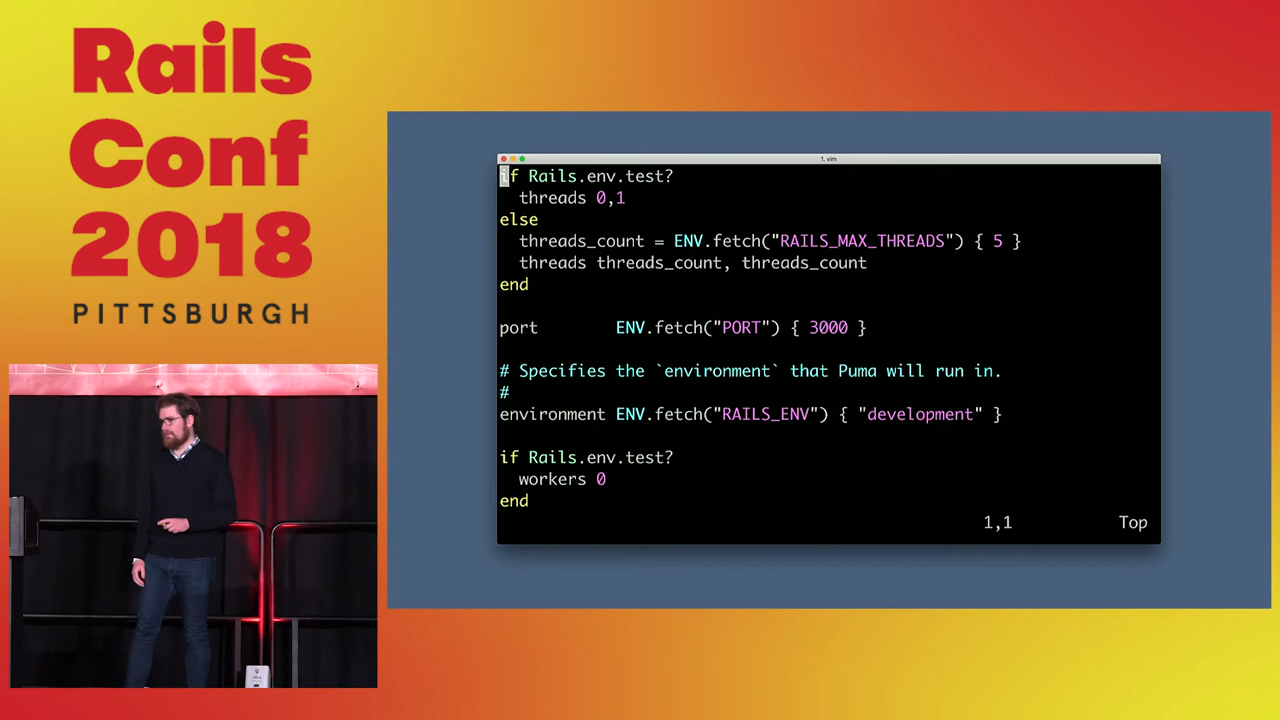 Rails
Conf
2018
PITTSBURGH
1. vim
if Rails.env.test?
  threads 0,1
else
  threads_count = ENV.fetch("RAILS_MAX_THREADS") { 5 }
  threads threads_count, threads_count
end
port        ENV.fetch("PORT") { 3000 }
# Specifies the `environment` that Puma will run in.
#
environment ENV.fetch("RAILS_ENV") { "development" }
if Rails.env.test?
  workers 0
end
1,1 Top